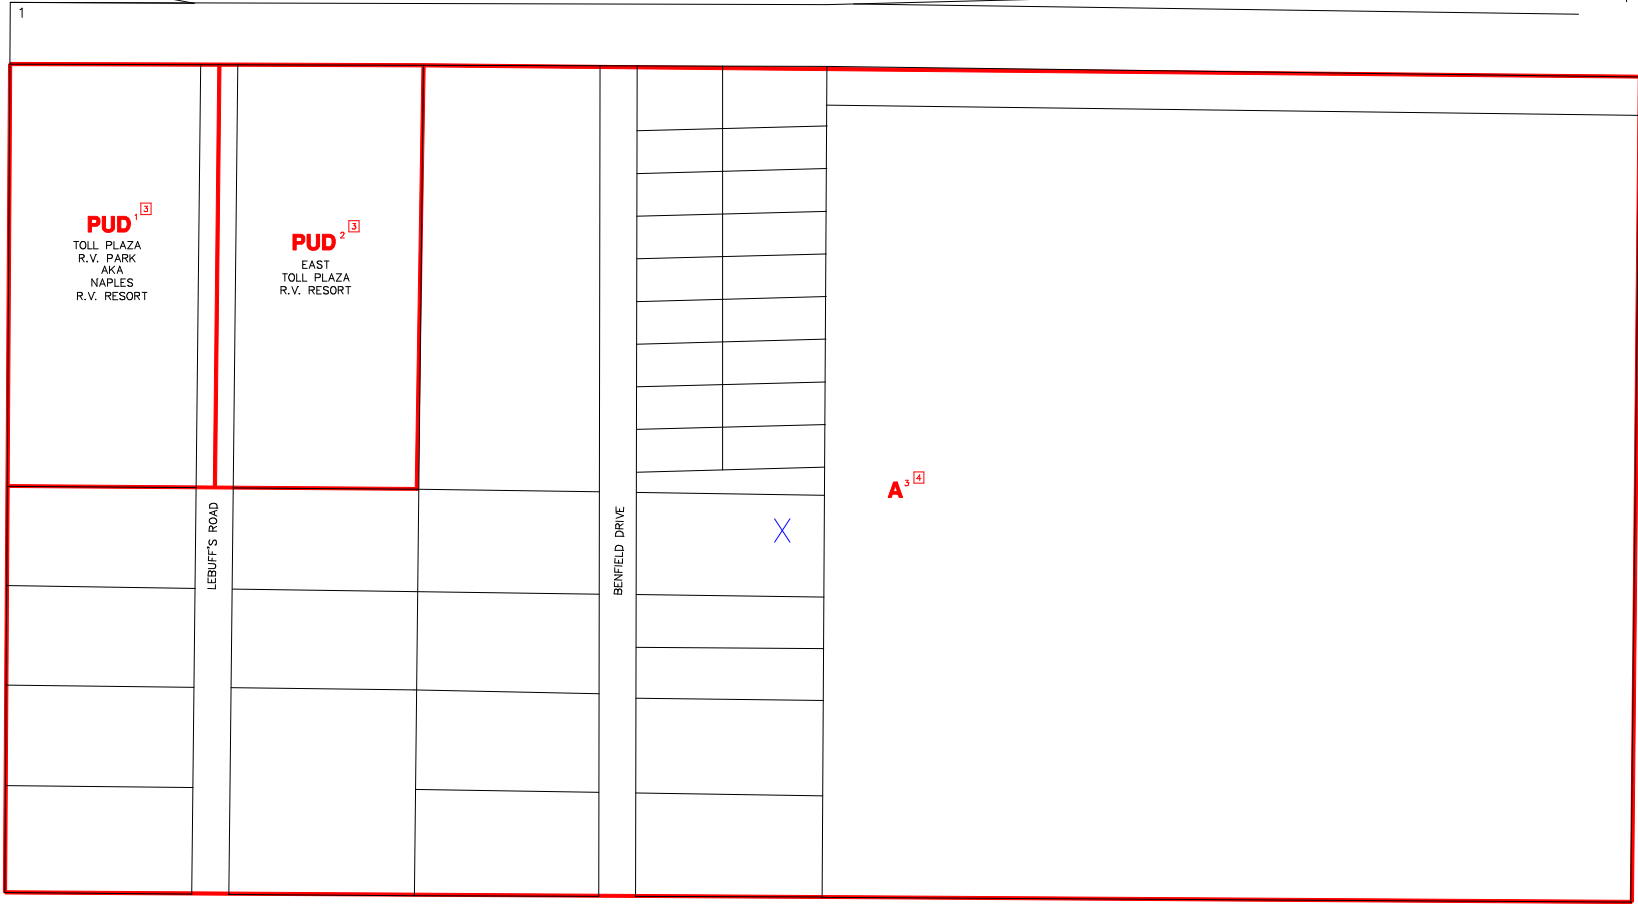 1
PUD 1 3
TOLL PLAZA
R.V. PARK
AKA
NAPLES
R.V. RESORT
PUD 2 3
EAST
TOLL PLAZA
R.V. RESORT
A 3 4
LEBUFF'S ROAD
BENFIELD DRIVE
X